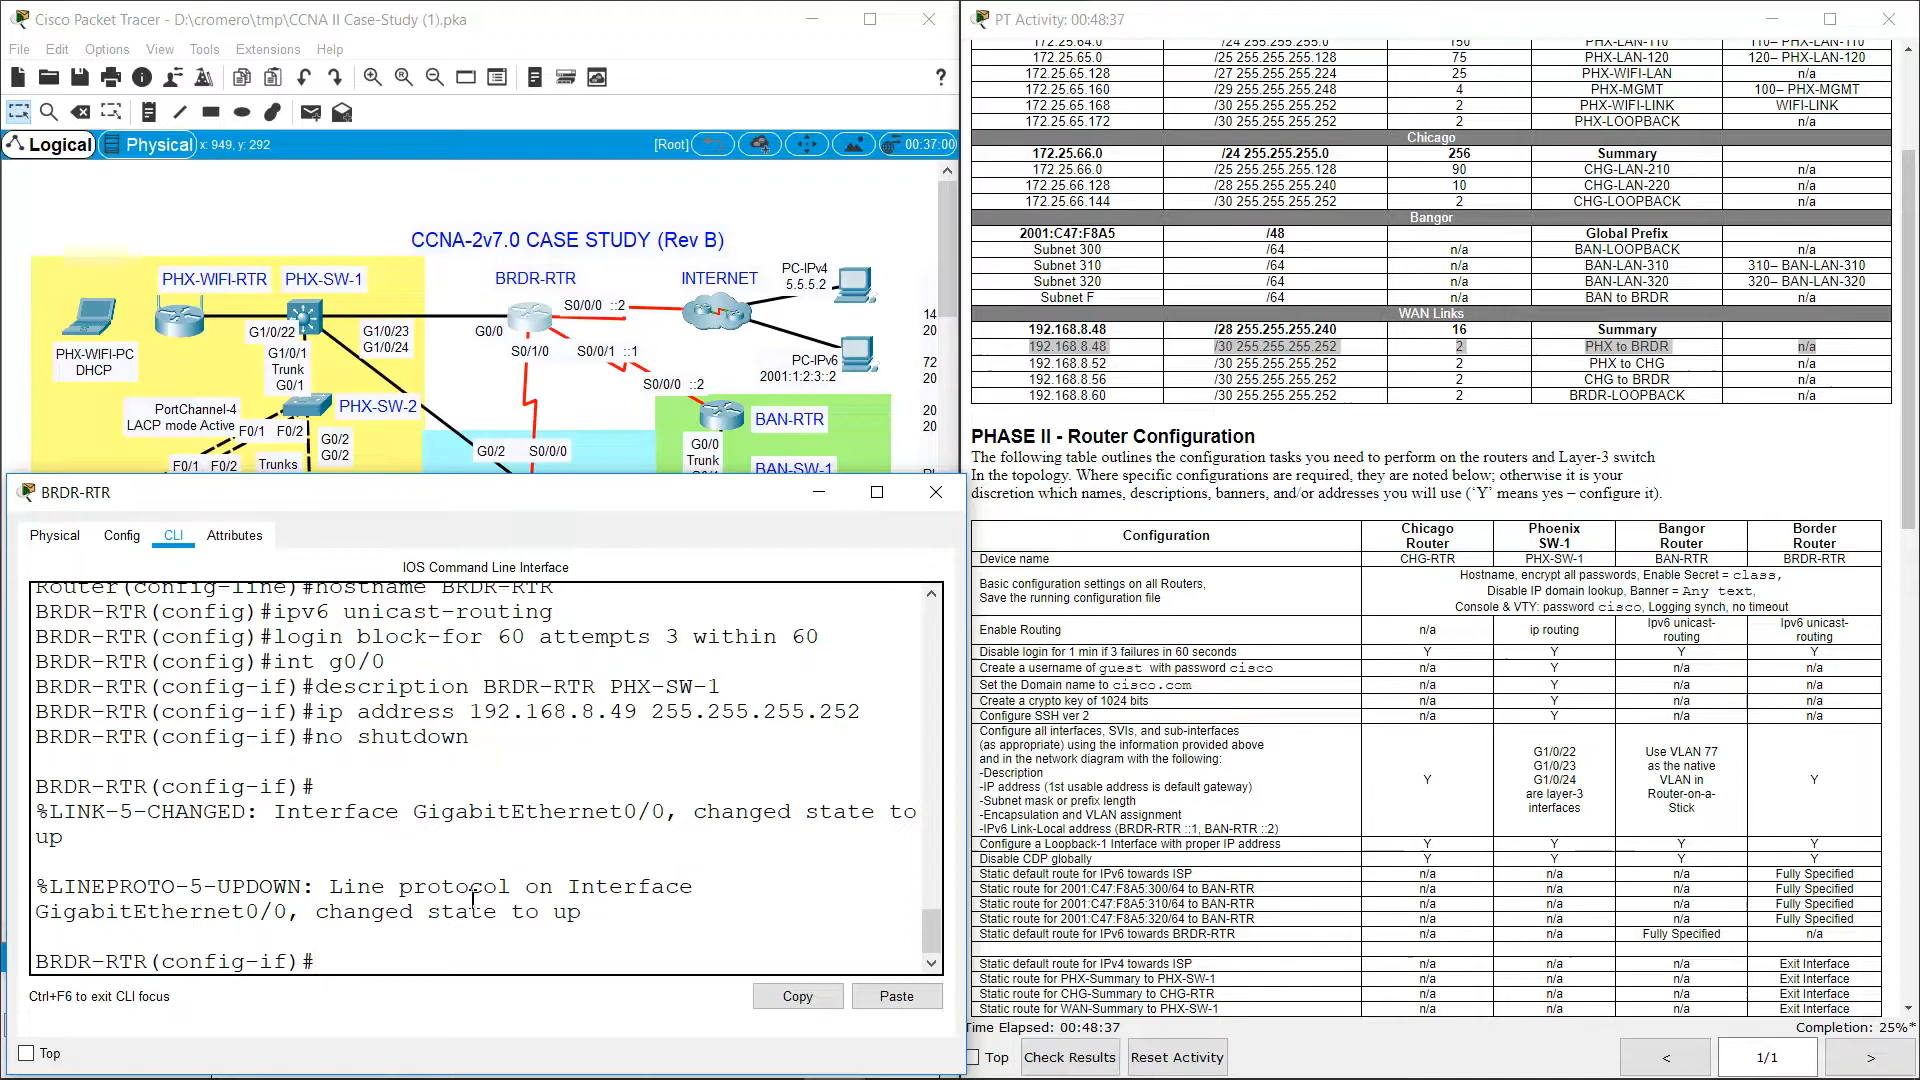 Cisco Packet Tracer - D:\cromero\tmp\CCNA II Case-Study (1).pka
File Edit Options View Tools Extensions Help
Logical Physical x: 949, y: 292 [Root] 00:37:00
CCNA-2v7.0 CASE STUDY (Rev B)
PHX-WIFI-RTR PHX-SW-1 BRDR-RTR INTERNET
PC-IPv4
5.5.5.2
S0/0/0 ::2
G1/0/22
G1/0/23
G1/0/24
G0/0
S0/1/0
S0/0/1 ::1
PHX-WIFI-PC
DHCP
G1/0/1
Trunk
G0/1
PC-IPv6
2001:1:2:3::2
S0/0/0 ::2
PHX-SW-2
PortChannel-4
LACP mode Active
F0/1 F0/2
G0/2
G0/2
BAN-RTR
G0/0
Trunk
G0/2 S0/0/0
F0/1 F0/2
Trunks
BAN-SW-1
14
20
72
20
20
20
BRDR-RTR
Physical Config CLI Attributes
IOS Command Line Interface
Router(config-line)#hostname BRDR-RTR
BRDR-RTR(config)#ipv6 unicast-routing
BRDR-RTR(config)#login block-for 60 attempts 3 within 60
BRDR-RTR(config)#int g0/0
BRDR-RTR(config-if)#description BRDR-RTR PHX-SW-1
BRDR-RTR(config-if)#ip address 192.168.8.49 255.255.255.252
BRDR-RTR(config-if)#no shutdown
BRDR-RTR(config-if)#
%LINK-5-CHANGED: Interface GigabitEthernet0/0, changed state to
up
%LINEPROTO-5-UPDOWN: Line protocol on Interface
GigabitEthernet0/0, changed state to up
BRDR-RTR(config-if)#
Ctrl+F6 to exit CLI focus
Copy Paste
Top
PT Activity: 00:48:37
172.25.64.0 /24 255.255.255.0 150 PHX-LAN-110 110– PHX-LAN-110
172.25.65.0 /25 255.255.255.128 75 PHX-LAN-120 120– PHX-LAN-120
172.25.65.128 /27 255.255.255.224 25 PHX-WIFI-LAN n/a
172.25.65.160 /29 255.255.255.248 4 PHX-MGMT 100– PHX-MGMT
172.25.65.168 /30 255.255.255.252 2 PHX-WIFI-LINK WIFI-LINK
172.25.65.172 /30 255.255.255.252 2 PHX-LOOPBACK n/a
Chicago
172.25.66.0 /24 255.255.255.0 256 Summary
172.25.66.0 /25 255.255.255.128 90 CHG-LAN-210 n/a
172.25.66.128 /28 255.255.255.240 10 CHG-LAN-220 n/a
172.25.66.144 /30 255.255.255.252 2 CHG-LOOPBACK n/a
Bangor
2001:C47:F8A5 /48 Global Prefix
Subnet 300 /64 n/a BAN-LOOPBACK n/a
Subnet 310 /64 n/a BAN-LAN-310 310– BAN-LAN-310
Subnet 320 /64 n/a BAN-LAN-320 320– BAN-LAN-320
Subnet F /64 n/a BAN to BRDR n/a
WAN Links
192.168.8.48 /28 255.255.255.240 16 Summary
192.168.8.48 /30 255.255.255.252 2 PHX to BRDR n/a
192.168.8.52 /30 255.255.255.252 2 PHX to CHG n/a
192.168.8.56 /30 255.255.255.252 2 CHG to BRDR n/a
192.168.8.60 /30 255.255.255.252 2 BRDR-LOOPBACK n/a
PHASE II - Router Configuration
The following table outlines the configuration tasks you need to perform on the routers and Layer-3 switch
In the topology. Where specific configurations are required, they are noted below; otherwise it is your
discretion which names, descriptions, banners, and/or addresses you will use (‘Y’ means yes – configure it).
Configuration Chicago Router Phoenix SW-1 Bangor Router Border Router
Device name CHG-RTR PHX-SW-1 BAN-RTR BRDR-RTR
Basic configuration settings on all Routers,
Save the running configuration file
Hostname, encrypt all passwords, Enable Secret = class,
Disable IP domain lookup, Banner = Any text,
Console & VTY: password cisco, Logging synch, no timeout
Enable Routing n/a ip routing Ipv6 unicast-routing Ipv6 unicast-routing
Disable login for 1 min if 3 failures in 60 seconds Y Y Y Y
Create a username of guest with password cisco n/a Y n/a n/a
Set the Domain name to cisco.com n/a Y n/a n/a
Create a crypto key of 1024 bits n/a Y n/a n/a
Configure SSH ver 2 n/a Y n/a n/a
Configure all interfaces, SVIs, and sub-interfaces
(as appropriate) using the information provided above
and in the network diagram with the following:
-Description
-IP address (1st usable address is default gateway)
-Subnet mask or prefix length
-Encapsulation and VLAN assignment
-IPv6 Link-Local address (BRDR-RTR ::1, BAN-RTR ::2)
Y
G1/0/22
G1/0/23
G1/0/24
are layer-3
interfaces
Use VLAN 77
as the native
VLAN in
Router-on-a-
Stick
Y
Configure a Loopback-1 Interface with proper IP address Y Y Y Y
Disable CDP globally Y Y Y Y
Static default route for IPv6 towards ISP n/a n/a n/a Fully Specified
Static route for 2001:C47:F8A5:300/64 to BAN-RTR n/a n/a n/a Fully Specified
Static route for 2001:C47:F8A5:310/64 to BAN-RTR n/a n/a n/a Fully Specified
Static route for 2001:C47:F8A5:320/64 to BAN-RTR n/a n/a n/a Fully Specified
Static default route for IPv6 towards BRDR-RTR n/a n/a Fully Specified n/a
Static default route for IPv4 towards ISP n/a n/a n/a Exit Interface
Static route for PHX-Summary to PHX-SW-1 n/a n/a n/a Exit Interface
Static route for CHG-Summary to CHG-RTR n/a n/a n/a Exit Interface
Static route for WAN-Summary to PHX-SW-1 n/a n/a n/a Exit Interface
Time Elapsed: 00:48:37 Completion: 25%*
Top Check Results Reset Activity < 1/1 >